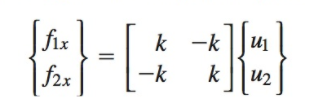 {f1x} = [k -k] {u1}
{f2x} = [-k k] {u2}